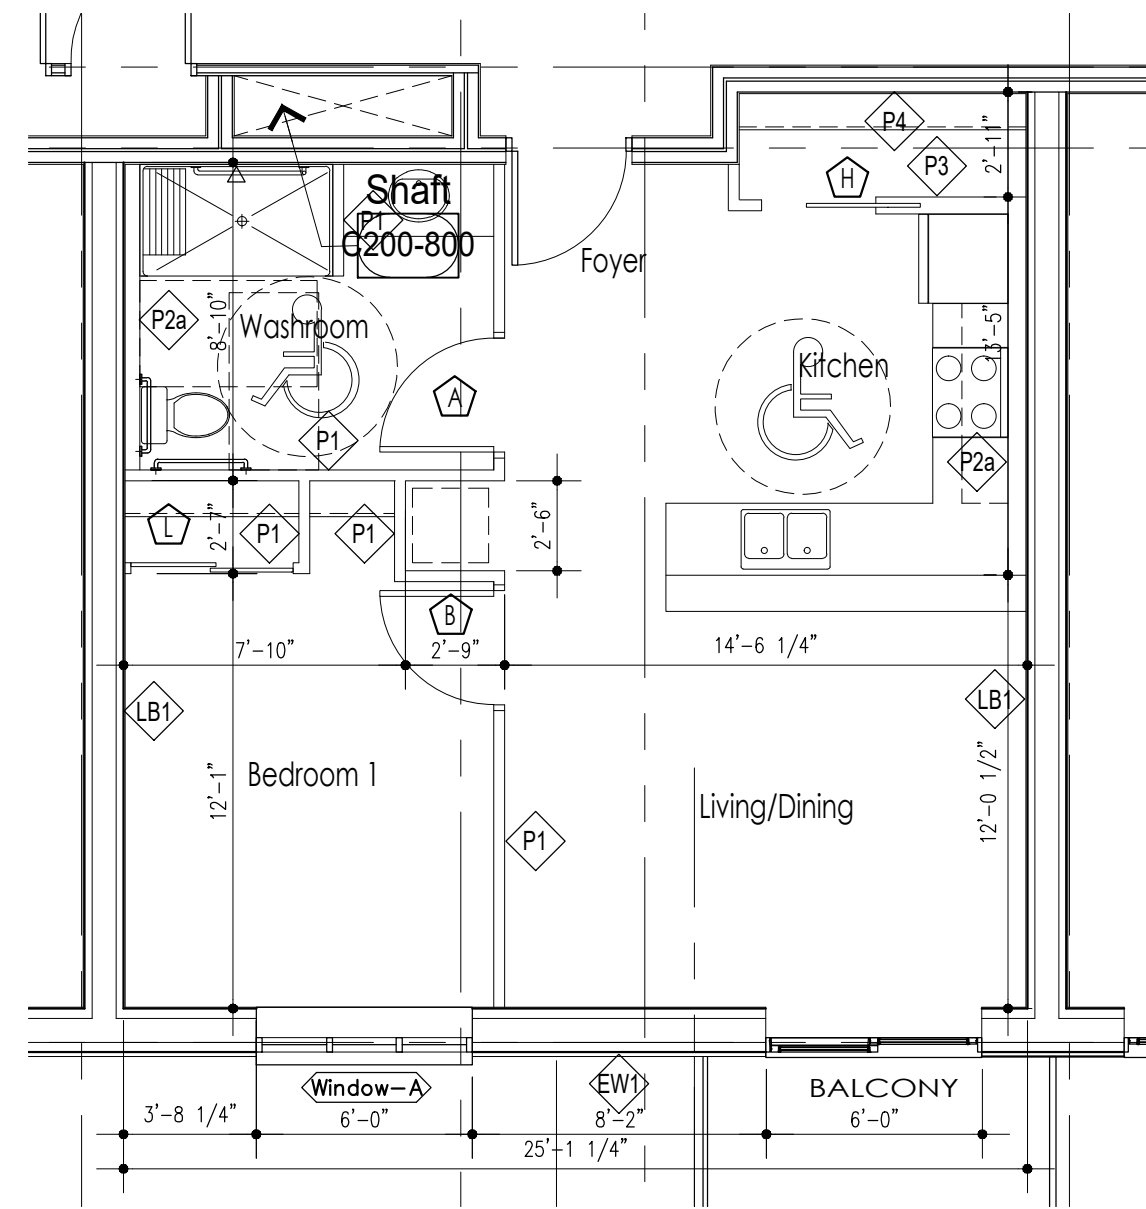 P4
2'-11"
P3
H
Shaft
P1
C200-800
Foyer
P2a
8'-10"
Washroom
13'-5"
Kitchen
A
P1
P2a
L
2'-7"
P1
P1
2'-6"
B
7'-10"
2'-9"
14'-6 1/4"
LB1
LB1
Bedroom 1
12'-1"
12'-0 1/2"
Living/Dining
P1
Window-A
EW1
BALCONY
3'-8 1/4"
6'-0"
8'-2"
6'-0"
25'-1 1/4"